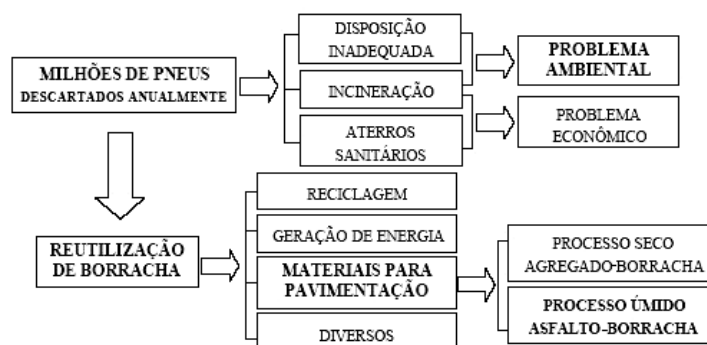 MILHÕES DE PNEUS
DESCARTADOS ANUALMENTE
DISPOSIÇÃO
INADEQUADA
INCINERAÇÃO
ATERROS
SANITÁRIOS
PROBLEMA
AMBIENTAL
PROBLEMA
ECONÔMICO
REUTILIZAÇÃO
DE BORRACHA
RECICLAGEM
GERAÇÃO DE ENERGIA
MATERIAIS PARA
PAVIMENTAÇÃO
DIVERSOS
PROCESSO SECO
AGREGADO-BORRACHA
PROCESSO ÚMIDO
ASFALTO-BORRACHA